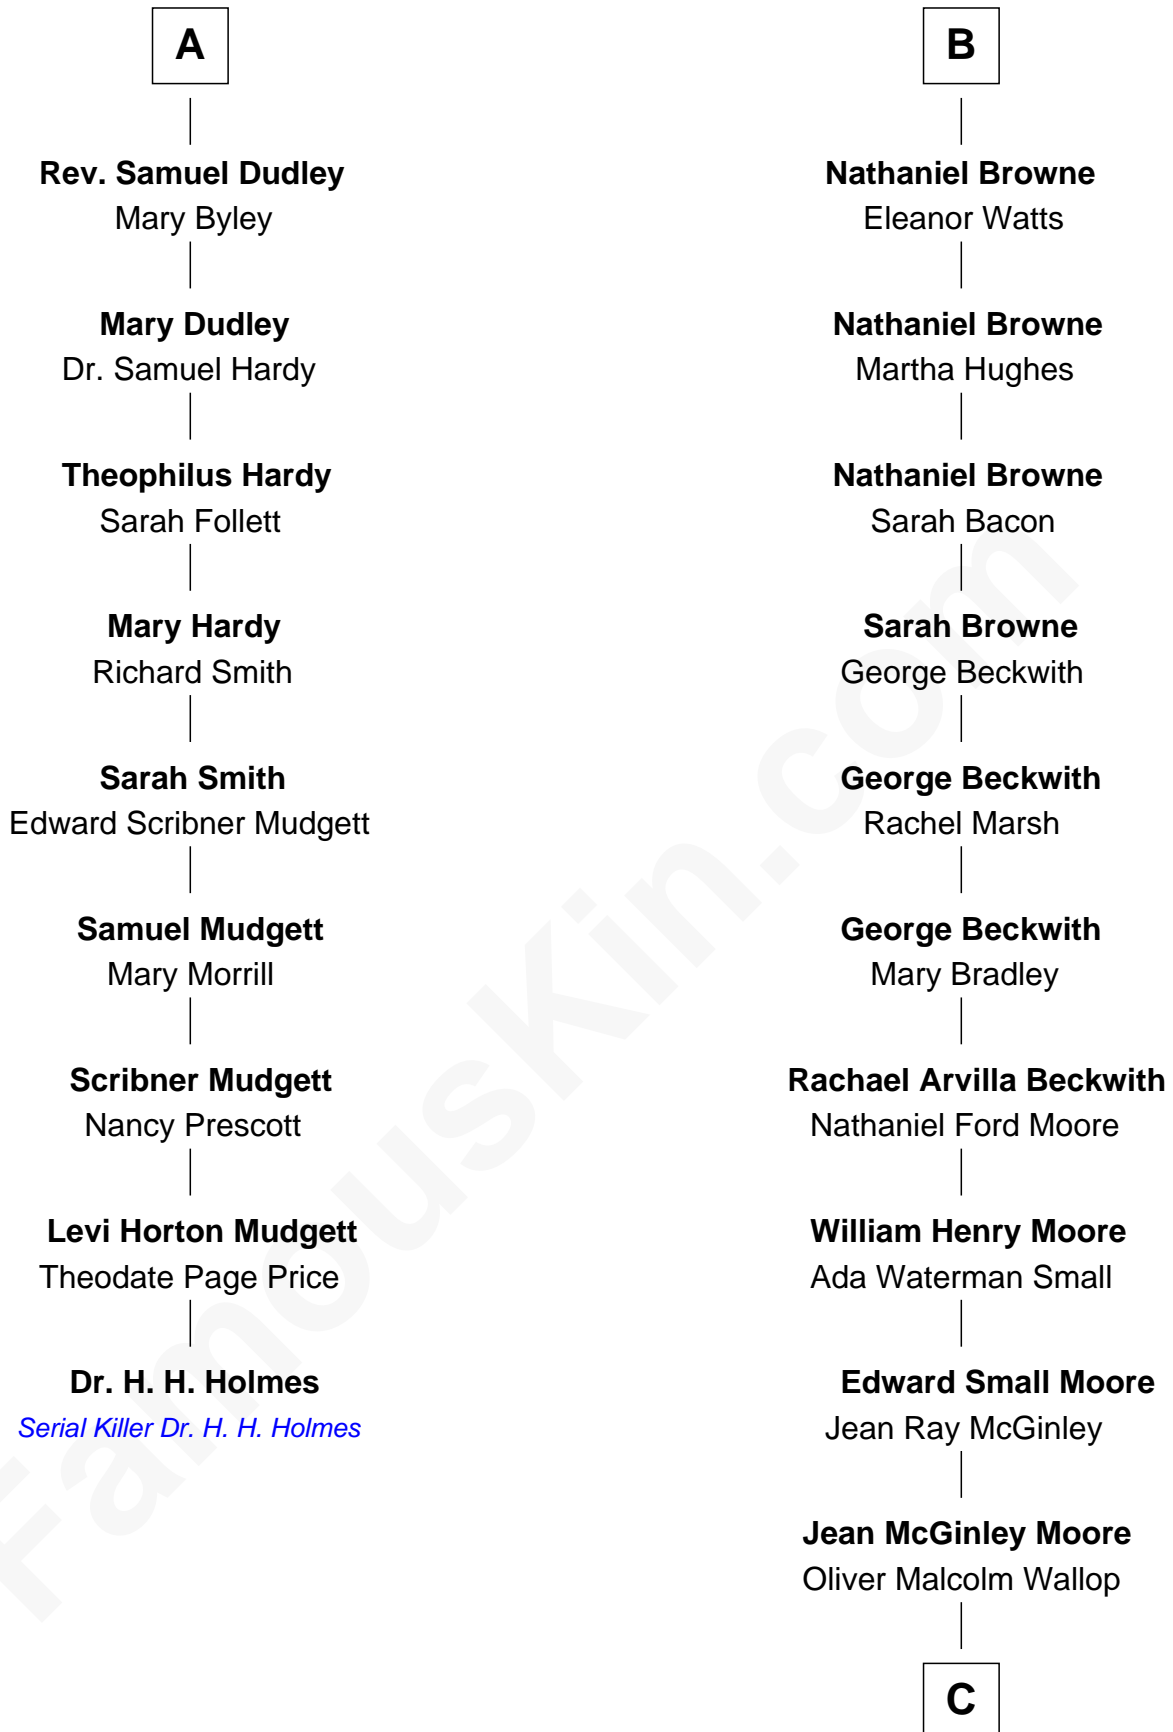 A
Rev. Samuel Dudley
Mary Byley
Mary Dudley
Dr. Samuel Hardy
Theophilus Hardy
Sarah Follett
Mary Hardy
Richard Smith
Sarah Smith
Edward Scribner Mudgett
Samuel Mudgett
Mary Morrill
Scribner Mudgett
Nancy Prescott
Levi Horton Mudgett
Theodate Page Price
Dr. H. H. Holmes
Serial Killer Dr. H. H. Holmes
B
Nathaniel Browne
Eleanor Watts
Nathaniel Browne
Martha Hughes
Nathaniel Browne
Sarah Bacon
Sarah Browne
George Beckwith
George Beckwith
Rachel Marsh
George Beckwith
Mary Bradley
Rachael Arvilla Beckwith
Nathaniel Ford Moore
William Henry Moore
Ada Waterman Small
Edward Small Moore
Jean Ray McGinley
Jean McGinley Moore
Oliver Malcolm Wallop
C
FamousKin.com